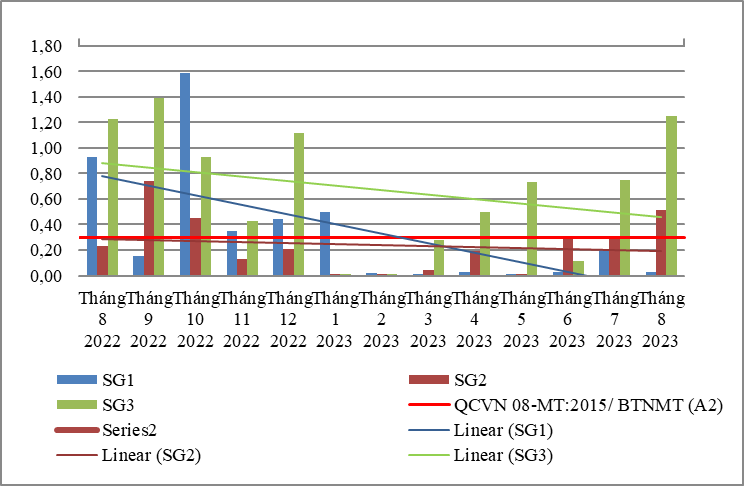 1,80
1,60
1,40
1,20
1,00
0,80
0,60
0,40
0,20
0,00
Tháng Tháng Tháng Tháng Tháng Tháng Tháng Tháng Tháng Tháng Tháng Tháng Tháng
8 9 10 11 12 1 2 3 4 5 6 7 8
2022 2022 2022 2022 2022 2023 2023 2023 2023 2023 2023 2023 2023
SG1 SG2
SG3 QCVN 08-MT:2015/ BTNMT (A2)
Series2 Linear (SG1)
Linear (SG2) Linear (SG3)